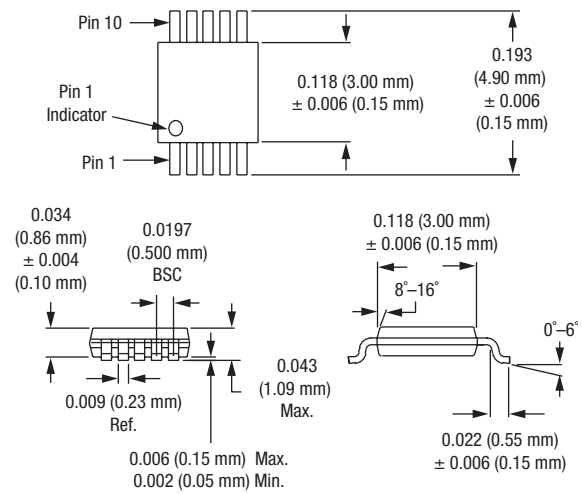 Pin 10
Pin 1
Indicator
Pin 1
0.118 (3.00 mm)
± 0.006 (0.15 mm)
0.193
(4.90 mm)
± 0.006
(0.15 mm)
0.034
(0.86 mm)
± 0.004
(0.10 mm)
0.0197
(0.500 mm)
BSC
0.009 (0.23 mm)
Ref.
0.043
(1.09 mm)
Max.
0.006 (0.15 mm) Max.
0.002 (0.05 mm) Min.
0.118 (3.00 mm)
± 0.006 (0.15 mm)
8°–16°
0°–6°
0.022 (0.55 mm)
± 0.006 (0.15 mm)